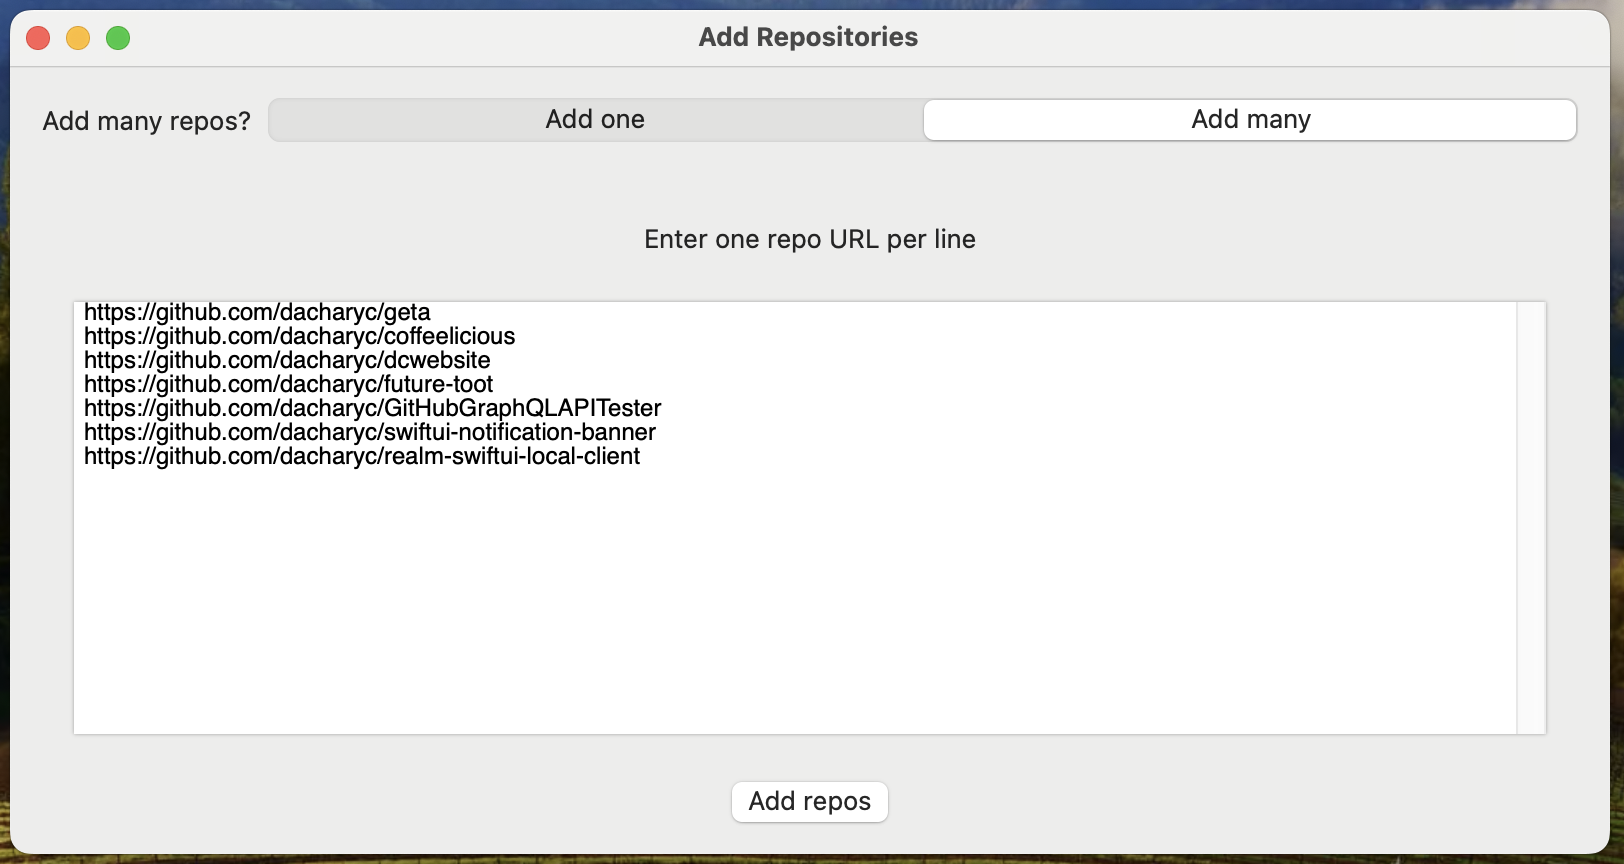 Add Repositories
Add many repos? Add one Add many
Enter one repo URL per line
https://github.com/dacharyc/geta
https://github.com/dacharyc/coffeelicious
https://github.com/dacharyc/dcwebsite
https://github.com/dacharyc/future-toot
https://github.com/dacharyc/GitHubGraphQLAPITester
https://github.com/dacharyc/swiftui-notification-banner
https://github.com/dacharyc/realm-swiftui-local-client
Add repos